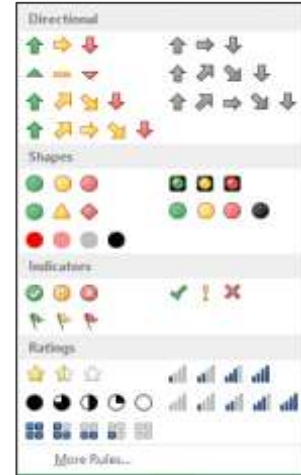 Directional
Shapes
Indicators
Ratings
More Rules...